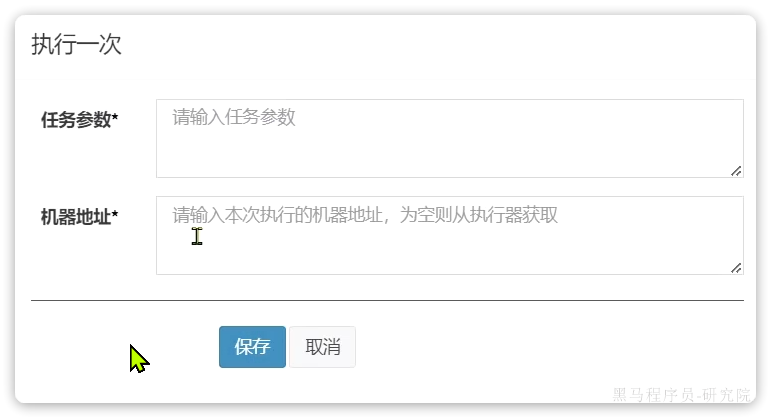 执行一次
任务参数* 请输入任务参数
机器地址* 请输入本次执行的机器地址，为空则从执行器获取
保存 取消
黑马程序员-研究院